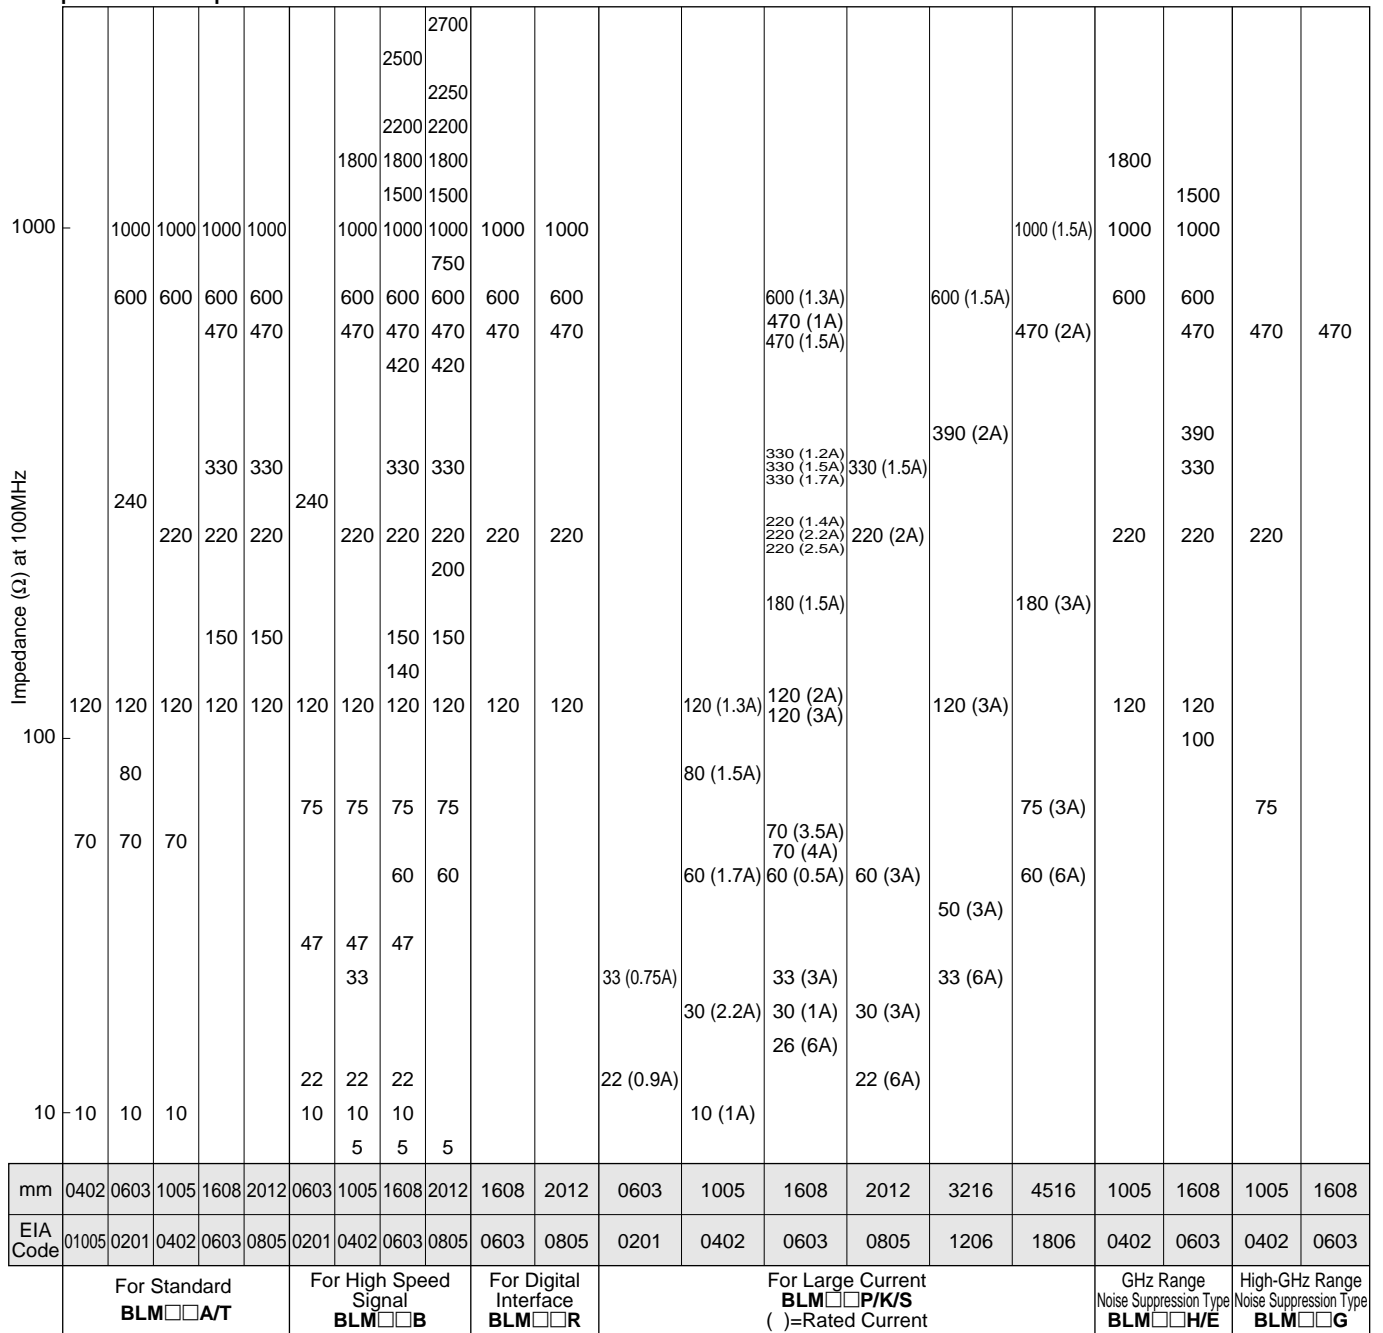 2700
2500
2250
2200 2200
1800 1800 1800 1800
1500 1500 1500
1000 1000 1000 1000 1000 1000 1000 1000 1000 1000 1000 (1.5A) 1000 1000
750
600 600 600 600 600 600 600 600 600 600 (1.3A) 600 (1.5A) 600 600
470 (1A)
470 470 470 470 470 470 470 470 (1.5A) 470 (2A) 470 470 470
420 420
390 (2A) 390
330 (1.2A)
330 330 330 330 330 (1.5A) 330 (1.5A) 330
330 (1.7A)
Impedance (Ω) at 100MHz
240 240
220 (1.4A)
220 220 220 220 220 220 220 220 220 (2.2A) 220 (2A) 220 220 220
220 (2.5A)
200
180 (1.5A) 180 (3A)
150 150 150 150
140
120 (2A)
120 120 120 120 120 120 120 120 120 120 120 120 (1.3A) 120 (3A) 120 (3A) 120 120
100 100
80 80 (1.5A)
75 75 75 75 75 (3A) 75
70 (3.5A)
70 70 70 70 (4A)
60 60 60 (1.7A) 60 (0.5A) 60 (3A) 60 (6A)
50 (3A)
47 47 47
33 33 (0.75A) 33 (3A) 33 (6A)
30 (2.2A) 30 (1A) 30 (3A)
26 (6A)
22 22 22 22 (0.9A) 22 (6A)
10 10 10 10 10 10 10 10 (1A)
5 5 5
mm 0402 0603 1005 1608 2012 0603 1005 1608 2012 1608 2012 0603 1005 1608 2012 3216 4516 1005 1608 1005 1608
EIA Code 01005 0201 0402 0603 0805 0201 0402 0603 0805 0603 0805 0201 0402 0603 0805 1206 1806 0402 0603 0402 0603
For Standard
BLM□□A/T
For High Speed
Signal
BLM□□B
For Digital
Interface
BLM□□R
For Large Current
BLM□□P/K/S
( )=Rated Current
GHz Range
Noise Suppression Type
BLM□□H/E
High-GHz Range
Noise Suppression Type
BLM□□G